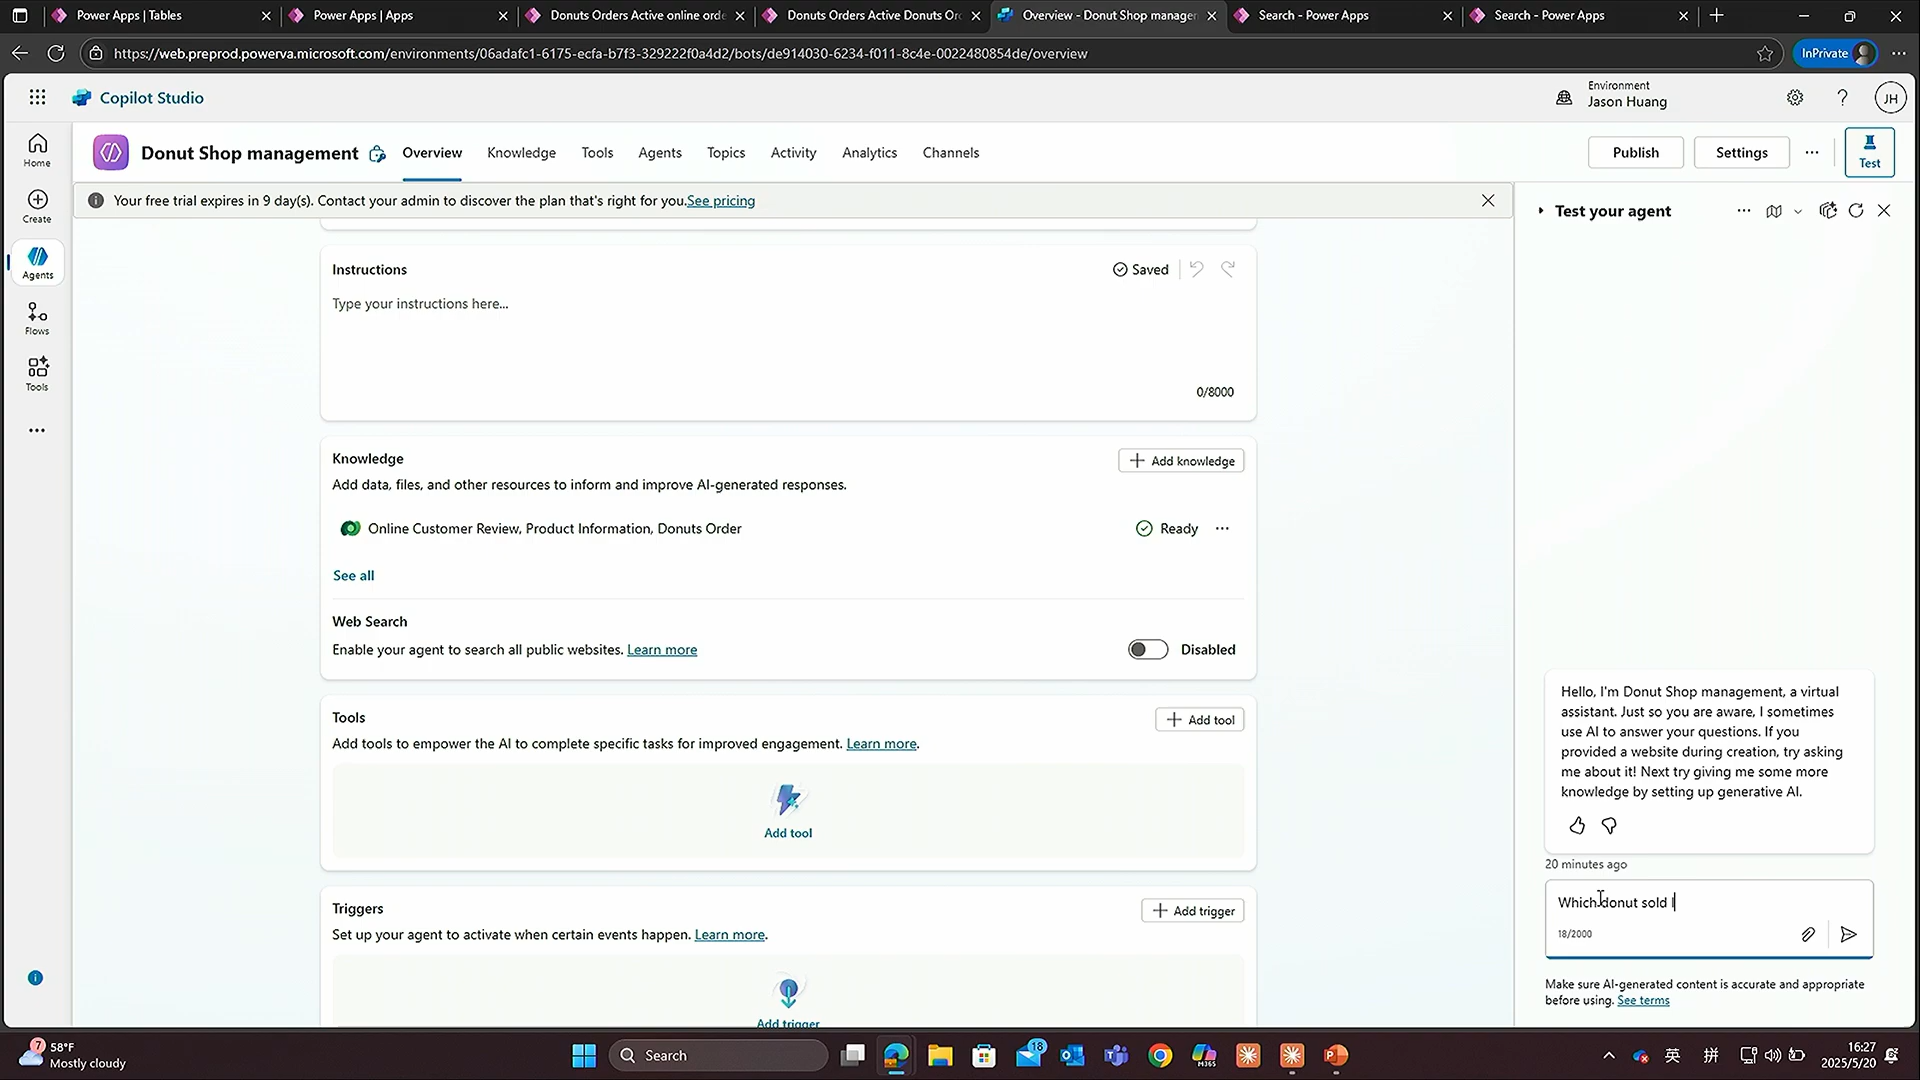 Power Apps | Tables
Power Apps | Apps
Donuts Orders Active online orde
Donuts Orders Active Donuts Or
Overview - Donut Shop managem
Search - Power Apps
Search - Power Apps
https://web.preprod.powerva.microsoft.com/environments/06adafc1-6175-ecfa-b7f3-329222f0a4d2/bots/de914030-6234-f011-8c4e-0022480854de/overview
InPrivate
Copilot Studio
Environment
Jason Huang
?
JH
Home
Create
Agents
Flows
Tools
Donut Shop management
Overview
Knowledge
Tools
Agents
Topics
Activity
Analytics
Channels
Publish
Settings
Test
Your free trial expires in 9 day(s). Contact your admin to discover the plan that's right for you.See pricing
Instructions
Saved
Type your instructions here...
0/8000
Knowledge
Add knowledge
Add data, files, and other resources to inform and improve AI-generated responses.
Online Customer Review, Product Information, Donuts Order
Ready
See all
Web Search
Enable your agent to search all public websites. Learn more
Disabled
Tools
Add tool
Add tools to empower the AI to complete specific tasks for improved engagement. Learn more.
Add tool
Triggers
Add trigger
Set up your agent to activate when certain events happen. Learn more.
Add trigger
Test your agent
Hello, I'm Donut Shop management, a virtual
assistant. Just so you are aware, I sometimes
use AI to answer your questions. If you
provided a website during creation, try asking
me about it! Next try giving me some more
knowledge by setting up generative AI.
20 minutes ago
Which donut sold l
18/2000
Make sure AI-generated content is accurate and appropriate
before using. See terms
7
58°F
Mostly cloudy
Search
18
M365
英
拼
16:27
2025/5/20